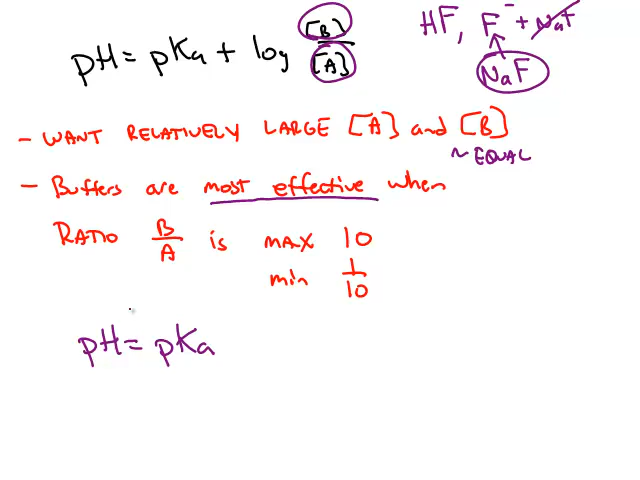 pH = pKa + log [B]/[A]
HF, F⁻ + Na⁺
NaF
- WANT RELATIVELY LARGE [A] and [B]
~ EQUAL
- Buffers are most effective when
RATIO B/A is max 10
min 1/10
pH = pKa